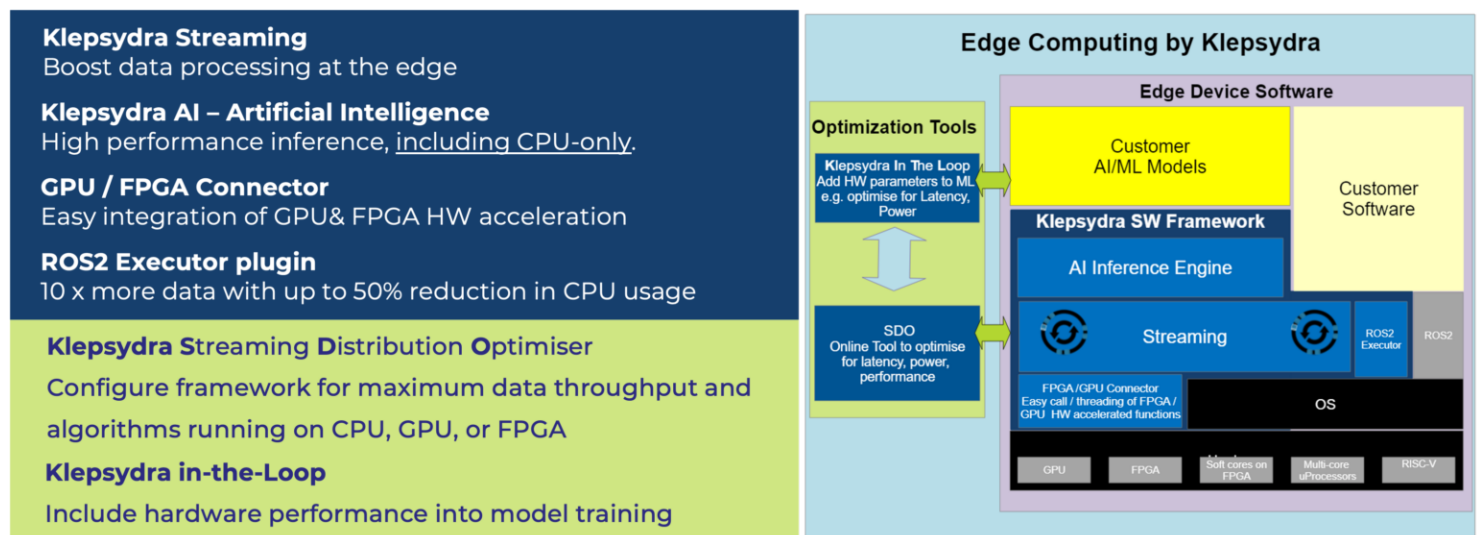 Klepsydra Streaming
Boost data processing at the edge
Klepsydra AI – Artificial Intelligence
High performance inference, including CPU-only.
GPU / FPGA Connector
Easy integration of GPU& FPGA HW acceleration
ROS2 Executor plugin
10 x more data with up to 50% reduction in CPU usage
Klepsydra Streaming Distribution Optimiser
Configure framework for maximum data throughput and
algorithms running on CPU, GPU, or FPGA
Klepsydra in-the-Loop
Include hardware performance into model training
Edge Computing by Klepsydra
Optimization Tools
Klepsydra In The Loop
Add HW parameters to ML
e.g. optimise for Latency,
Power
SDO
Online Tool to optimise
for latency, power,
performance
Edge Device Software
Customer
AI/ML Models
Customer
Software
Klepsydra SW Framework
AI Inference Engine
Streaming
ROS2
Executor
ROS2
FPGA /GPU Connector
Easy call / threading of FPGA /
GPU HW accelerated functions
OS
GPU
FPGA
Soft cores on
FPGA
Multi-core
uProcessors
RISC-V